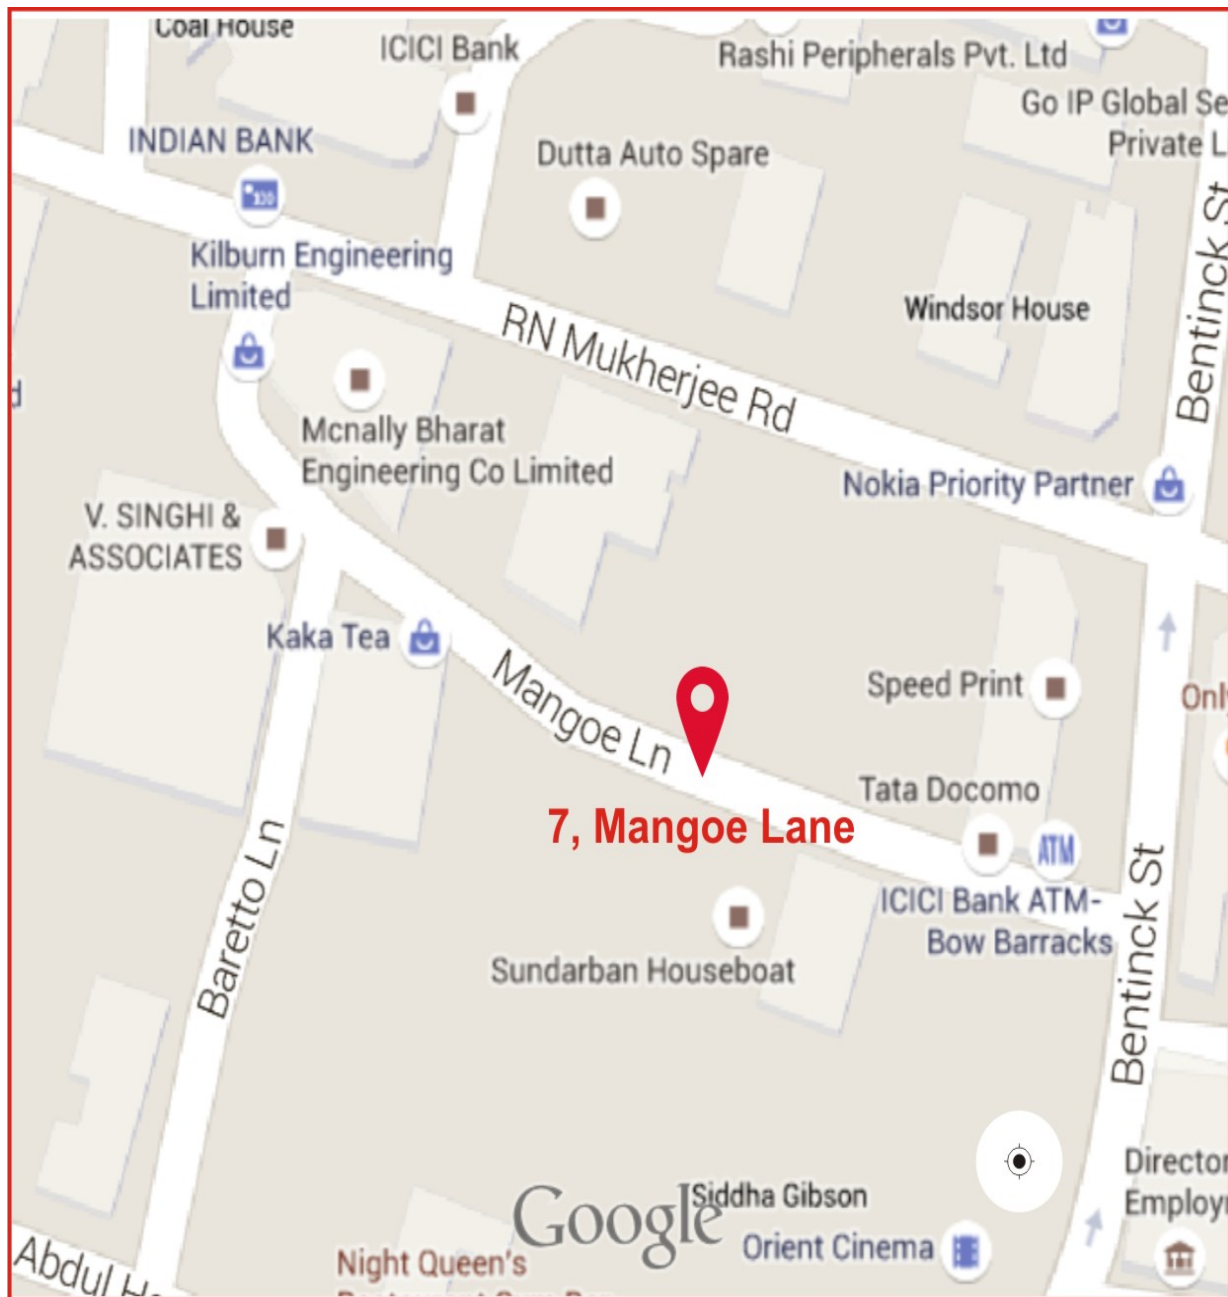 Coal House
ICICI Bank
Rashi Peripherals Pvt. Ltd
Go IP Global Se
Private L
INDIAN BANK
100
Dutta Auto Spare
Kilburn Engineering
Limited
Windsor House
Bentinck St
RN Mukherjee Rd
d
Mcnally Bharat
Engineering Co Limited
Nokia Priority Partner
V. SINGHI &
ASSOCIATES
Kaka Tea
Mangoe Ln
Speed Print
Onl
Tata Docomo
7, Mangoe Lane
ATM
ICICI Bank ATM-
Bow Barracks
Baretto Ln
Sundarban Houseboat
Bentinck St
Director
Employ
Siddha Gibson
Google
Orient Cinema
Night Queen's
Abdul H